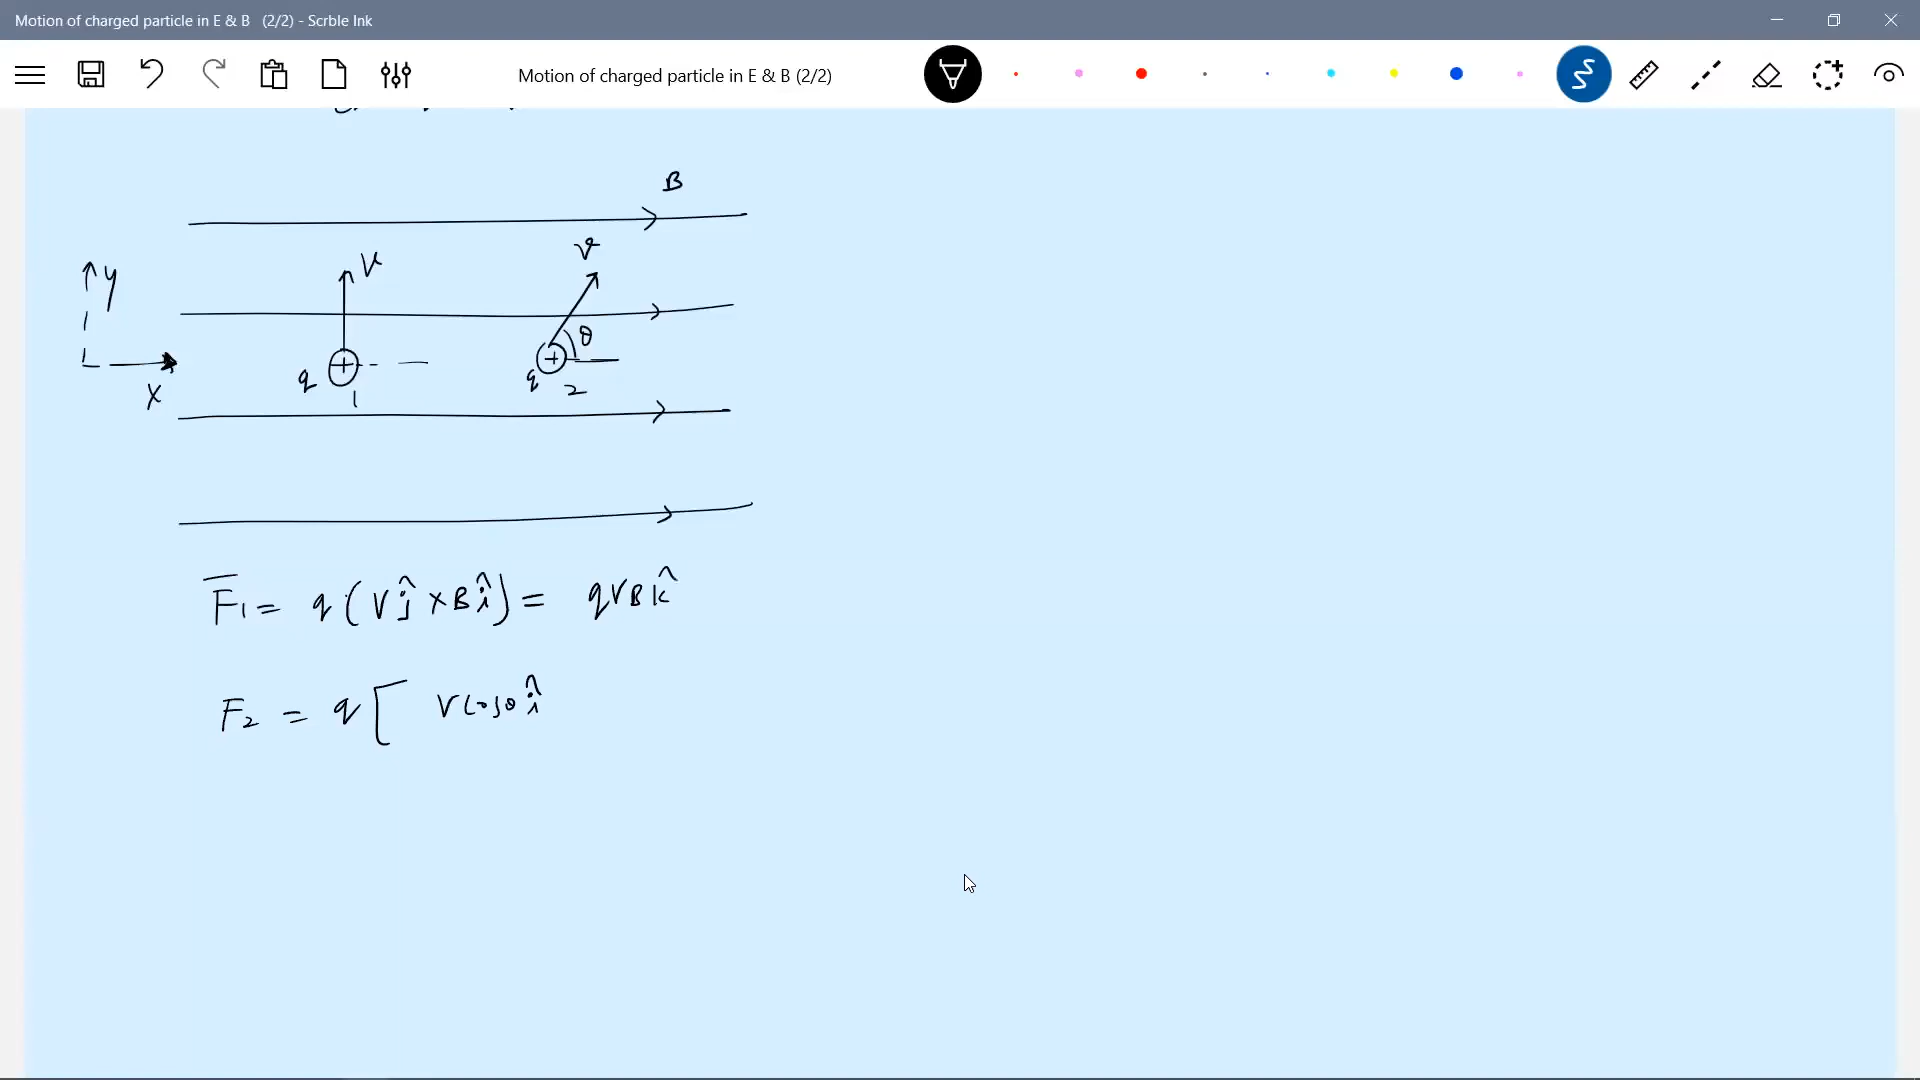 Motion of charged particle in E & B (2/2) - Scrble Ink
Motion of charged particle in E & B (2/2)
B
y
V
v
θ
q
1
q
2
x
F1 = q (V ĵ × B î) = qVB k̂
F2 = q [ V cosθ î